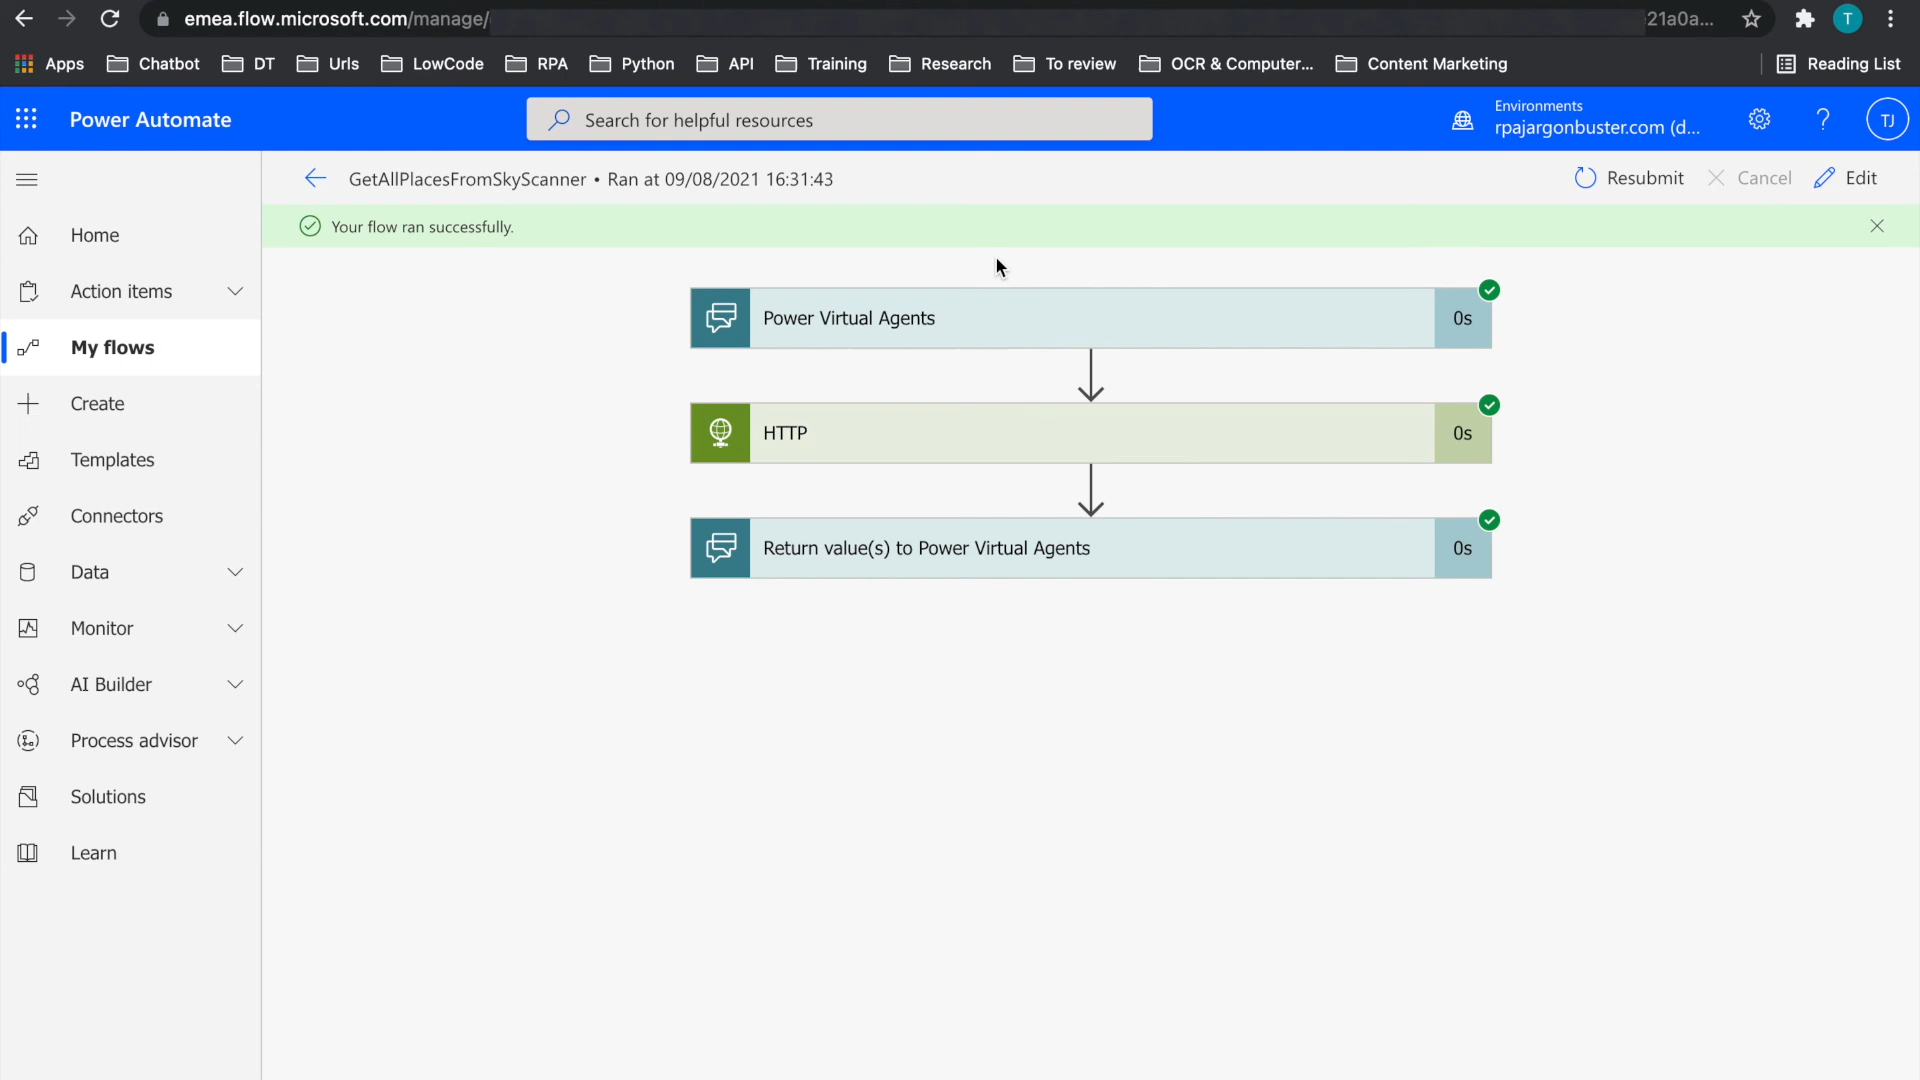 emea.flow.microsoft.com/manage/ 21a0a... T
Apps Chatbot DT Urls LowCode RPA Python API Training Research To review OCR & Computer... Content Marketing Reading List
Power Automate Search for helpful resources Environments
rpajargonbuster.com (d... ? TJ
GetAllPlacesFromSkyScanner • Ran at 09/08/2021 16:31:43 Resubmit Cancel Edit
Your flow ran successfully.
Home
Action items
My flows
Create
Templates
Connectors
Data
Monitor
AI Builder
Process advisor
Solutions
Learn
Power Virtual Agents 0s
HTTP 0s
Return value(s) to Power Virtual Agents 0s